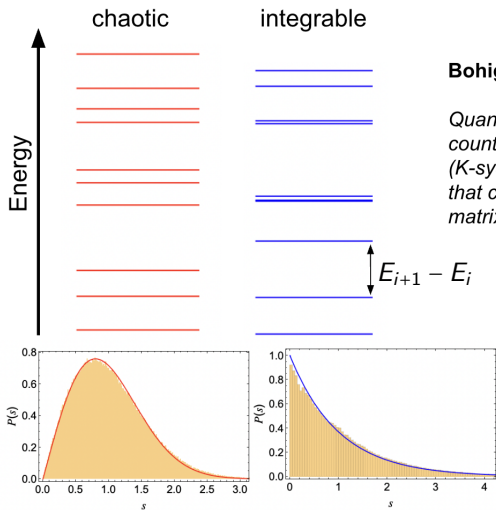 chaotic
integrable
Energy
Bohig
Quan
count
(K-sy
that c
matrix
E_{i+1} − E_i
0.8
0.6
0.4
0.2
0.0
P(s)
0.0 0.5 1.0 1.5 2.0 2.5 3.0
s
1.0
0.8
0.6
0.4
0.2
0.0
P(s)
0 1 2 3 4
s